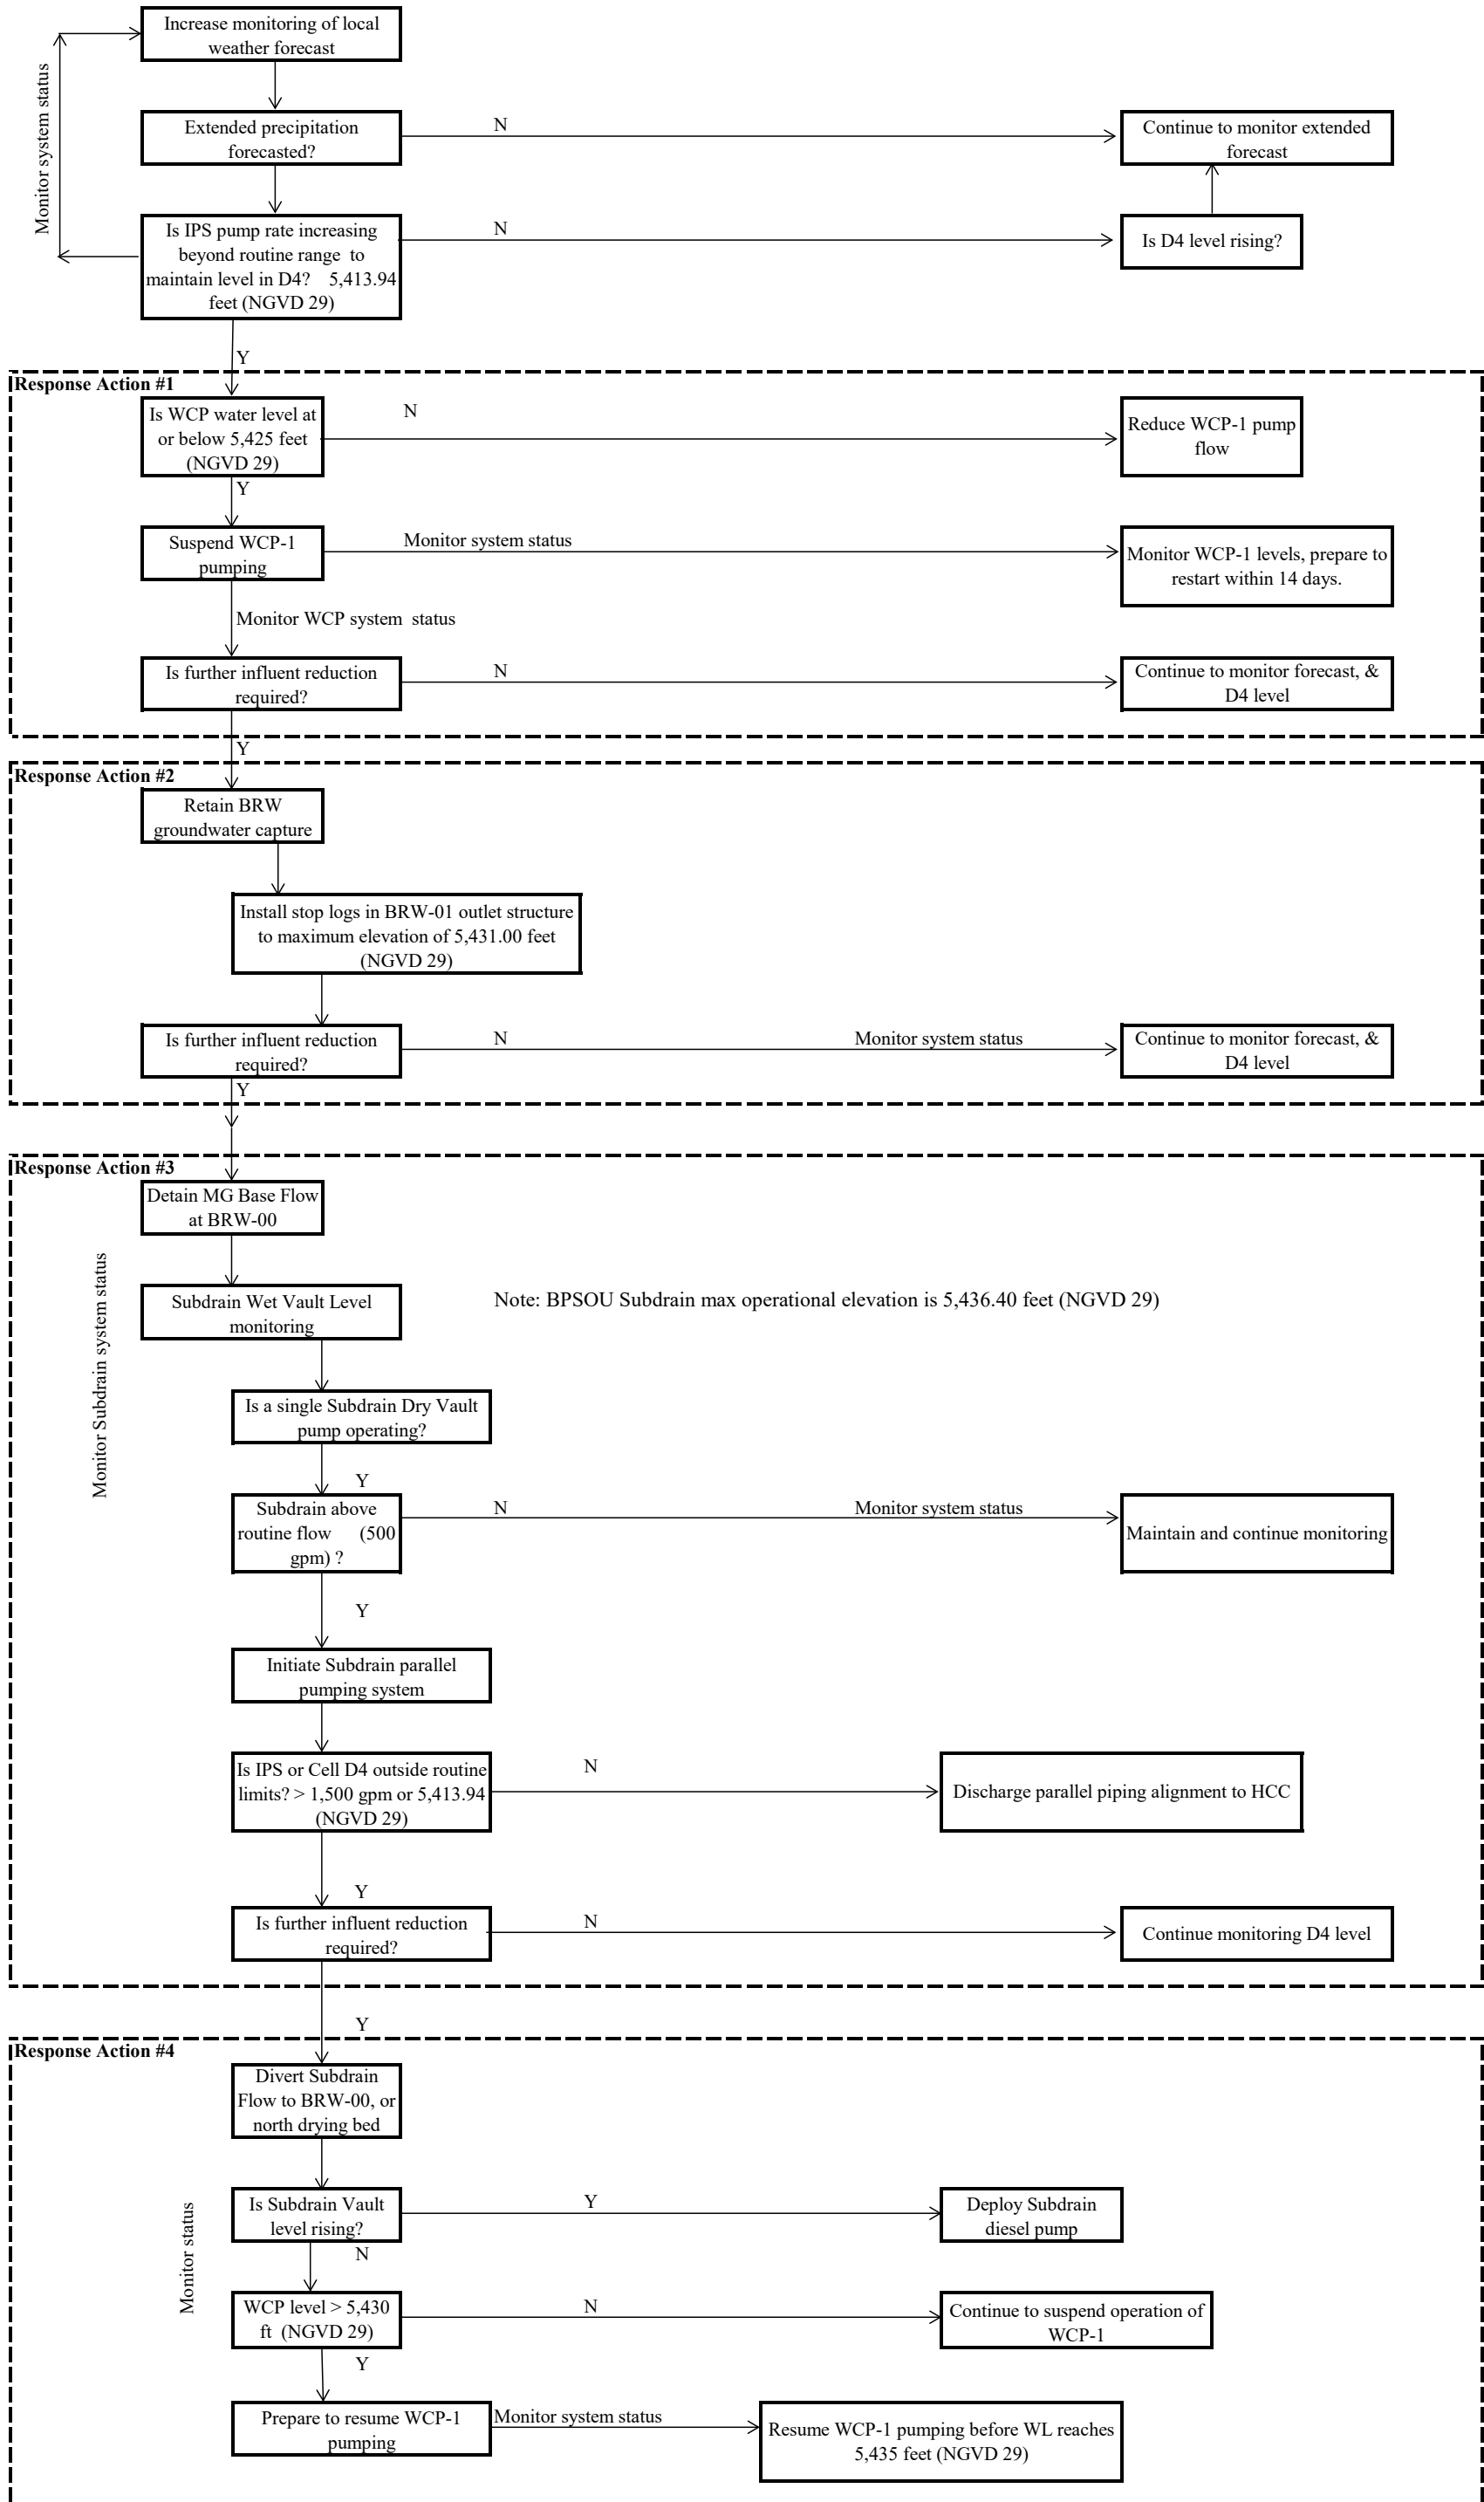 Increase monitoring of local
weather forecast
Monitor system status
Extended precipitation
forecasted?
N
Continue to monitor extended
forecast
Is IPS pump rate increasing
beyond routine range to
maintain level in D4? 5,413.94
feet (NGVD 29)
N
Is D4 level rising?
Y
Response Action #1
Is WCP water level at
or below 5,425 feet
(NGVD 29)
N
Reduce WCP-1 pump
flow
Y
Suspend WCP-1
pumping
Monitor system status
Monitor WCP-1 levels, prepare to
restart within 14 days.
Monitor WCP system status
Is further influent reduction
required?
N
Continue to monitor forecast, &
D4 level
Y
Response Action #2
Retain BRW
groundwater capture
Install stop logs in BRW-01 outlet structure
to maximum elevation of 5,431.00 feet
(NGVD 29)
Is further influent reduction
required?
N
Monitor system status
Continue to monitor forecast, &
D4 level
Y
Response Action #3
Detain MG Base Flow
at BRW-00
Monitor Subdrain system status
Subdrain Wet Vault Level
monitoring
Note: BPSOU Subdrain max operational elevation is 5,436.40 feet (NGVD 29)
Is a single Subdrain Dry Vault
pump operating?
Y
Subdrain above
routine flow (500
gpm) ?
N
Monitor system status
Maintain and continue monitoring
Y
Initiate Subdrain parallel
pumping system
Is IPS or Cell D4 outside routine
limits? > 1,500 gpm or 5,413.94
(NGVD 29)
N
Discharge parallel piping alignment to HCC
Y
Is further influent reduction
required?
N
Continue monitoring D4 level
Y
Response Action #4
Divert Subdrain
Flow to BRW-00, or
north drying bed
Monitor status
Is Subdrain Vault
level rising?
Y
Deploy Subdrain
diesel pump
N
WCP level > 5,430
ft (NGVD 29)
N
Continue to suspend operation of
WCP-1
Y
Prepare to resume WCP-1
pumping
Monitor system status
Resume WCP-1 pumping before WL reaches
5,435 feet (NGVD 29)